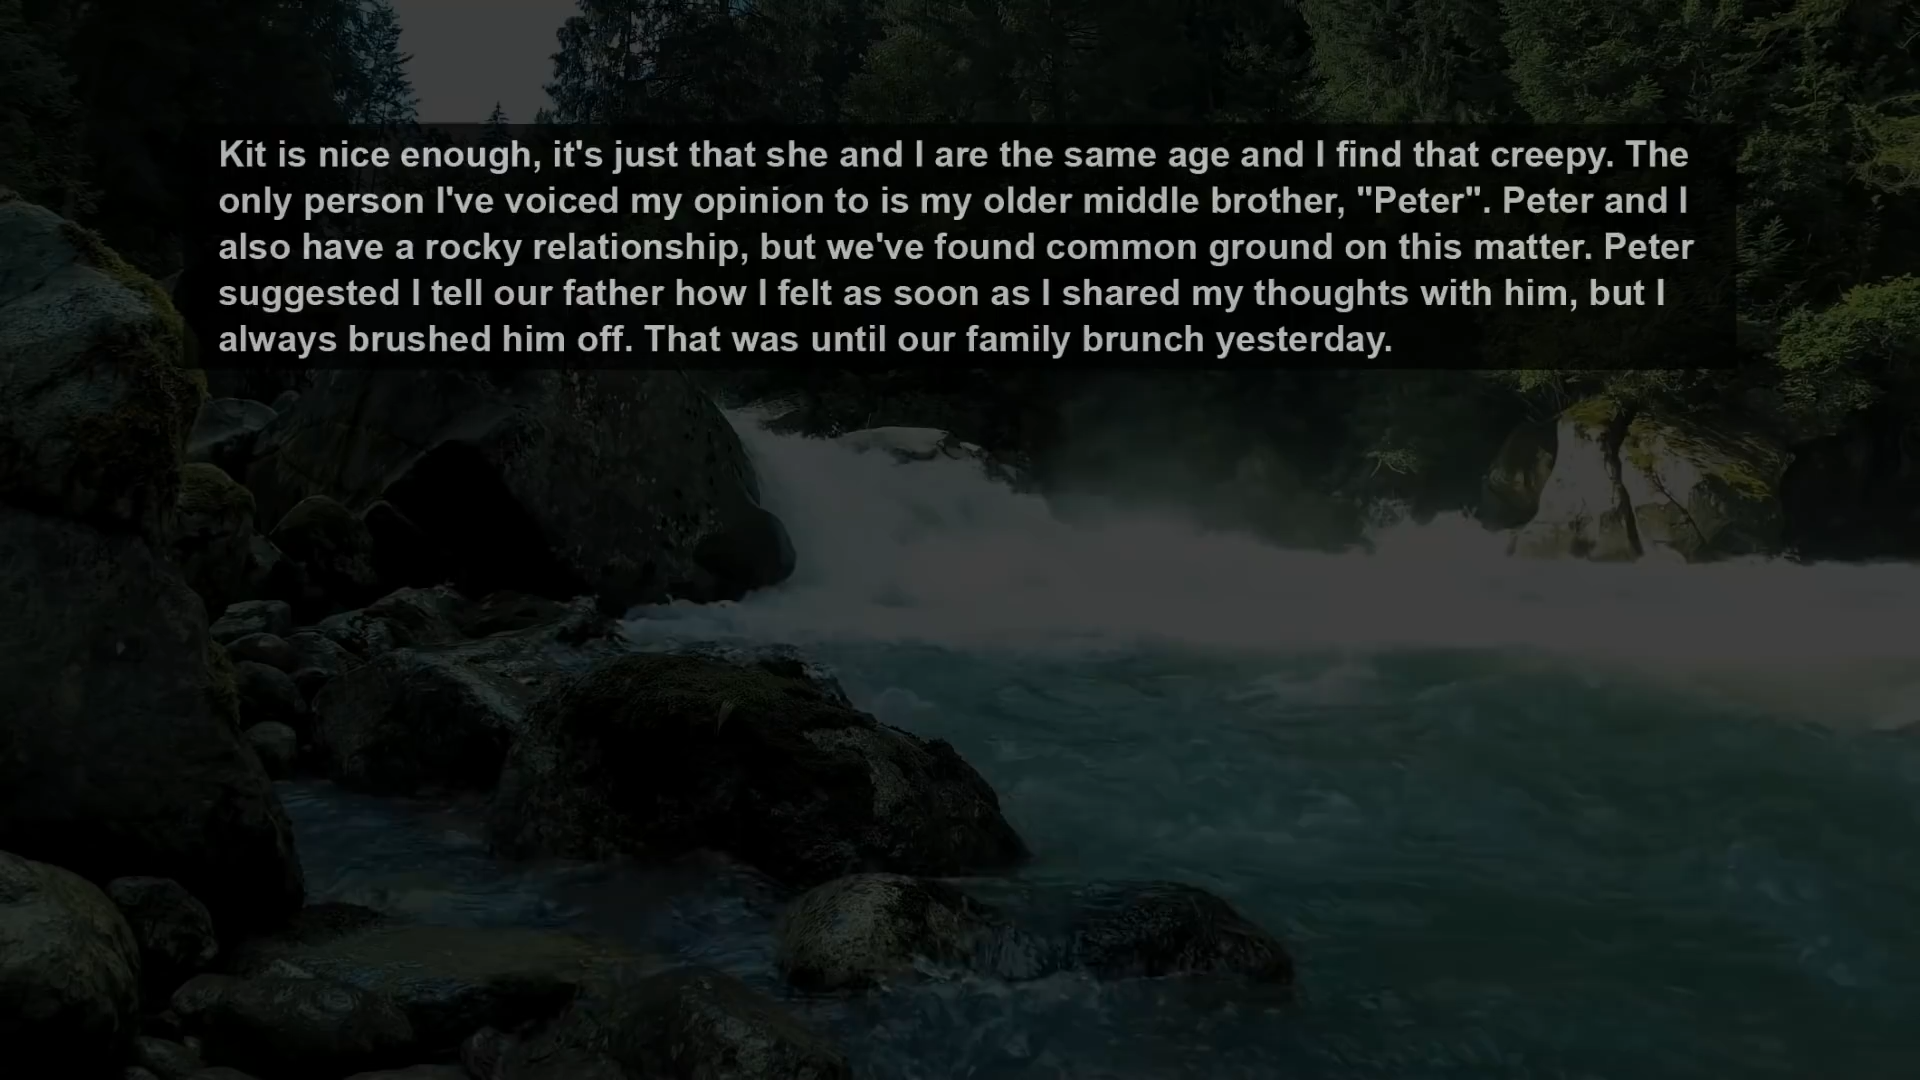 Kit is nice enough, it's just that she and I are the same age and I find that creepy. The
only person I've voiced my opinion to is my older middle brother, "Peter". Peter and I
also have a rocky relationship, but we've found common ground on this matter. Peter
suggested I tell our father how I felt as soon as I shared my thoughts with him, but I
always brushed him off. That was until our family brunch yesterday.